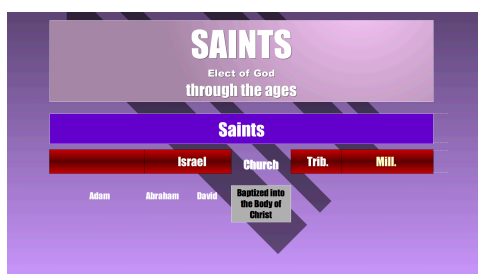 SAINTS
Elect of God
through the ages
Saints
Israel Church Trib. Mill.
Adam Abraham David Baptized into
the Body of
Christ